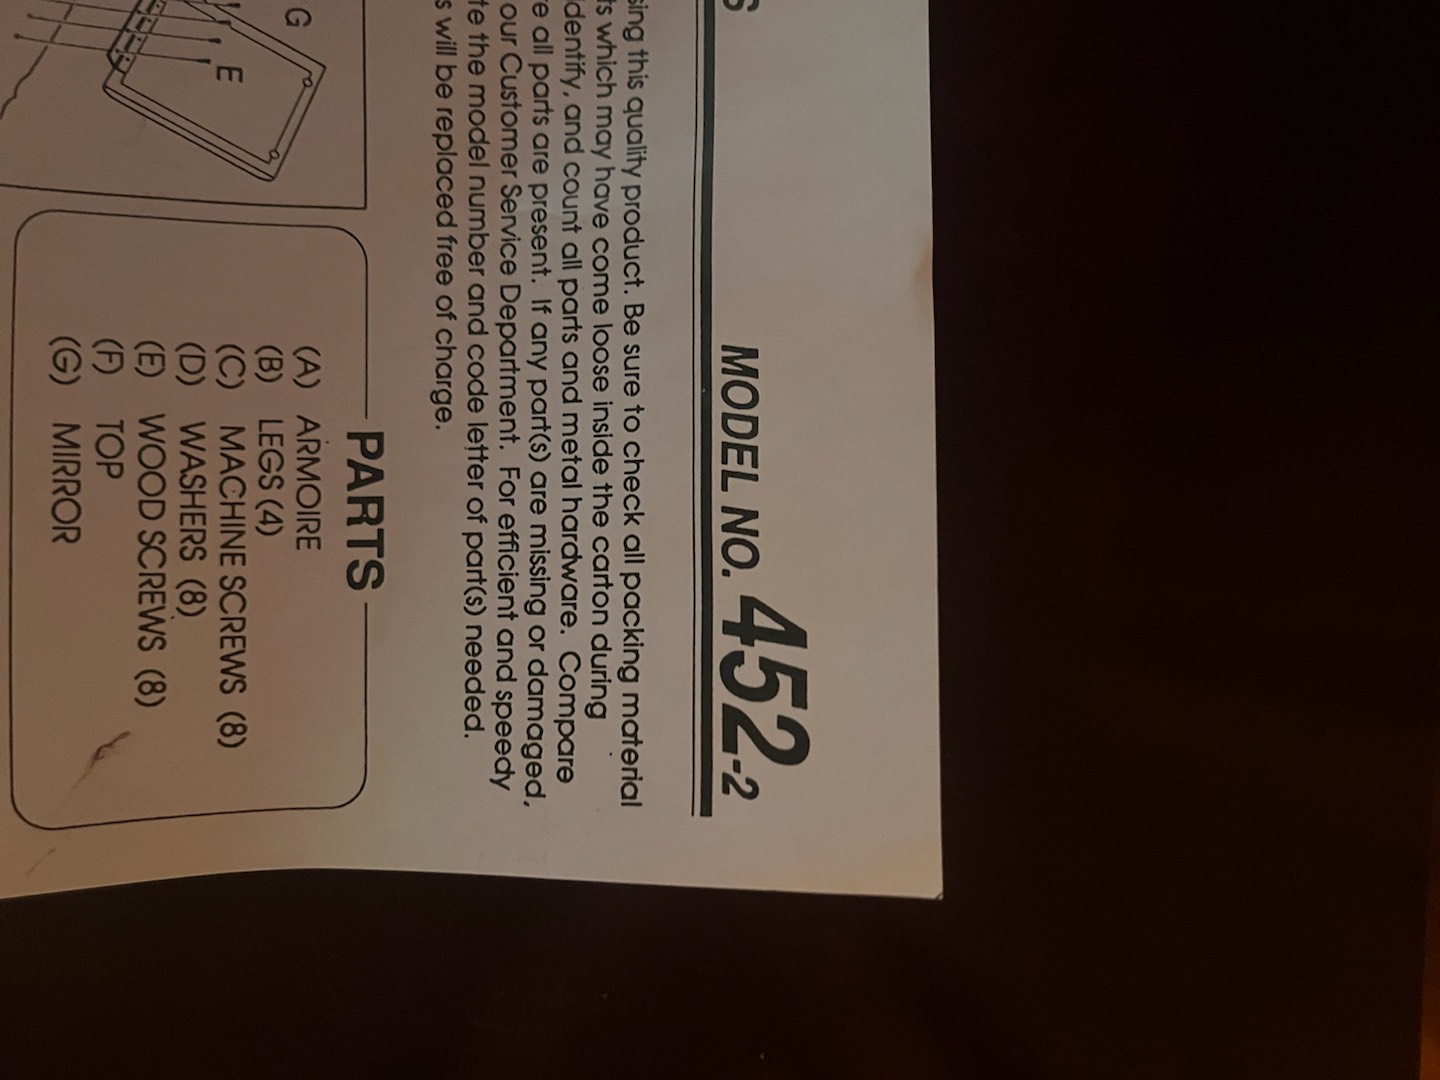 MODEL NO. 452-2
this quality product. Be sure to check all packing material
which may have come loose inside the carton during
identify, and count all parts and metal hardware. Compare
all parts are present. If any part(s) are missing or damaged,
our Customer Service Department. For efficient and speedy
the model number and code letter of part(s) needed.
will be replaced free of charge.
G
E
PARTS
(A) ARMOIRE
(B) LEGS (4)
(C) MACHINE SCREWS (8)
(D) WASHERS (8)
(E) WOOD SCREWS (8)
(F) TOP
(G) MIRROR